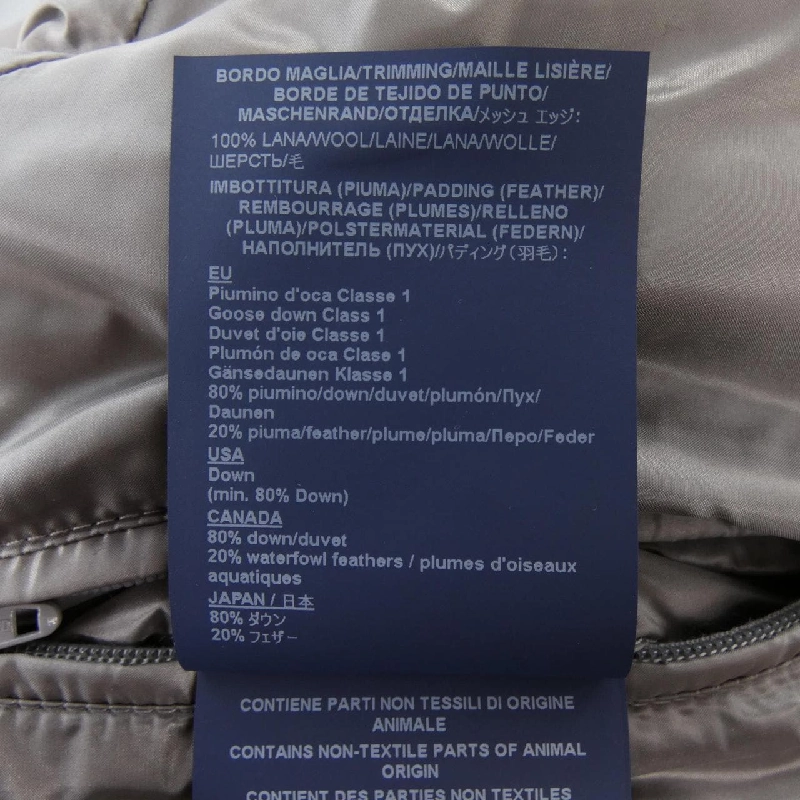 BORDO MAGLIA/TRIMMING/MAILLE LISIÈRE/
BORDE DE TEJIDO DE PUNTO/
MASCHENRAND/ОТДЕЛКА/メッシュ エッジ:
100% LANA/WOOL/LAINE/LANA/WOLLE/
ШЕРСТЬ/毛
IMBOTTITURA (PIUMA)/PADDING (FEATHER)/
REMBOURRAGE (PLUMES)/RELLENO
(PLUMA)/POLSTERMATERIAL (FEDERN)/
НАПОЛНИТЕЛЬ (ПУХ)/パディング(羽毛):
EU
Piumino d'oca Classe 1
Goose down Class 1
Duvet d'oie Classe 1
Plumón de oca Clase 1
Gänsedaunen Klasse 1
80% piumino/down/duvet/plumón/Пух/
Daunen
20% piuma/feather/plume/pluma/Перо/Feder
USA
Down
(min. 80% Down)
CANADA
80% down/duvet
20% waterfowl feathers / plumes d'oiseaux
aquatiques
JAPAN / 日本
80% ダウン
20% フェザー
CONTIENE PARTI NON TESSILI DI ORIGINE
ANIMALE
CONTAINS NON-TEXTILE PARTS OF ANIMAL
ORIGIN
CONTIENT DES PARTIES NON TEXTILES